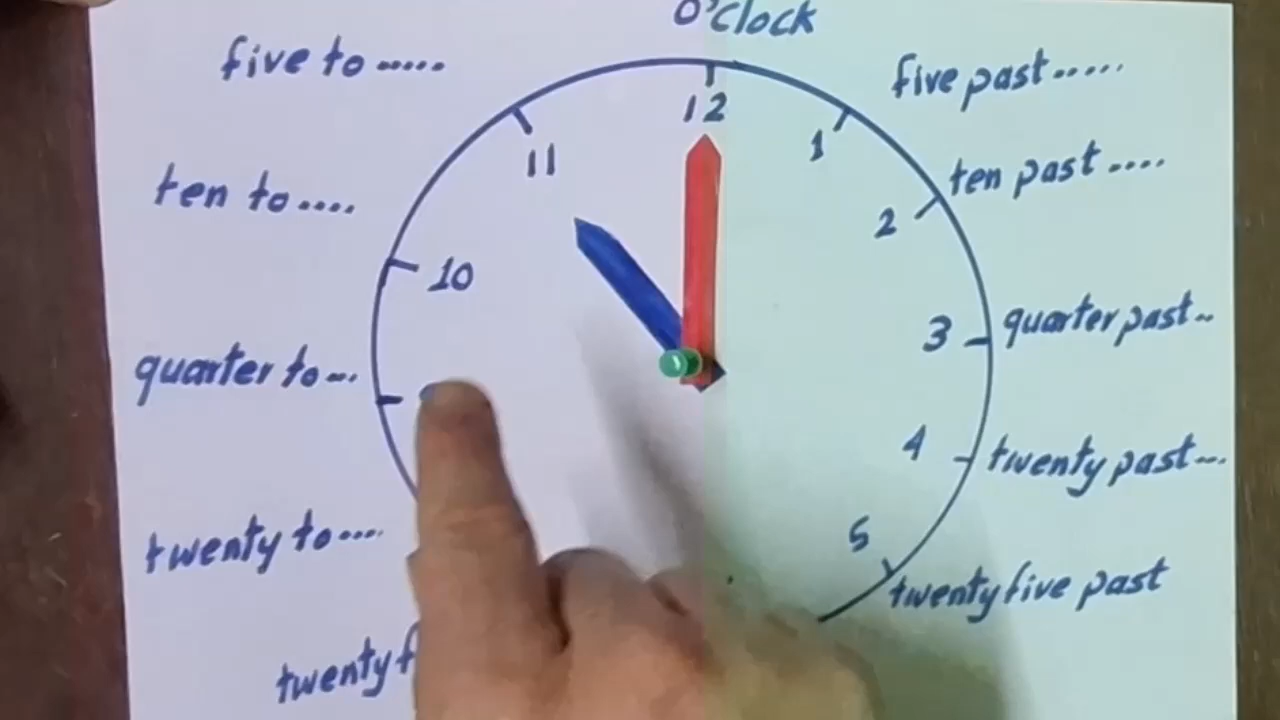 o'clock
five to.....
five past.....
12
11
1
ten to....
ten past....
2
10
quarter to...
3
quarter past..
4
twenty past...
twenty to....
5
twenty five past
twenty